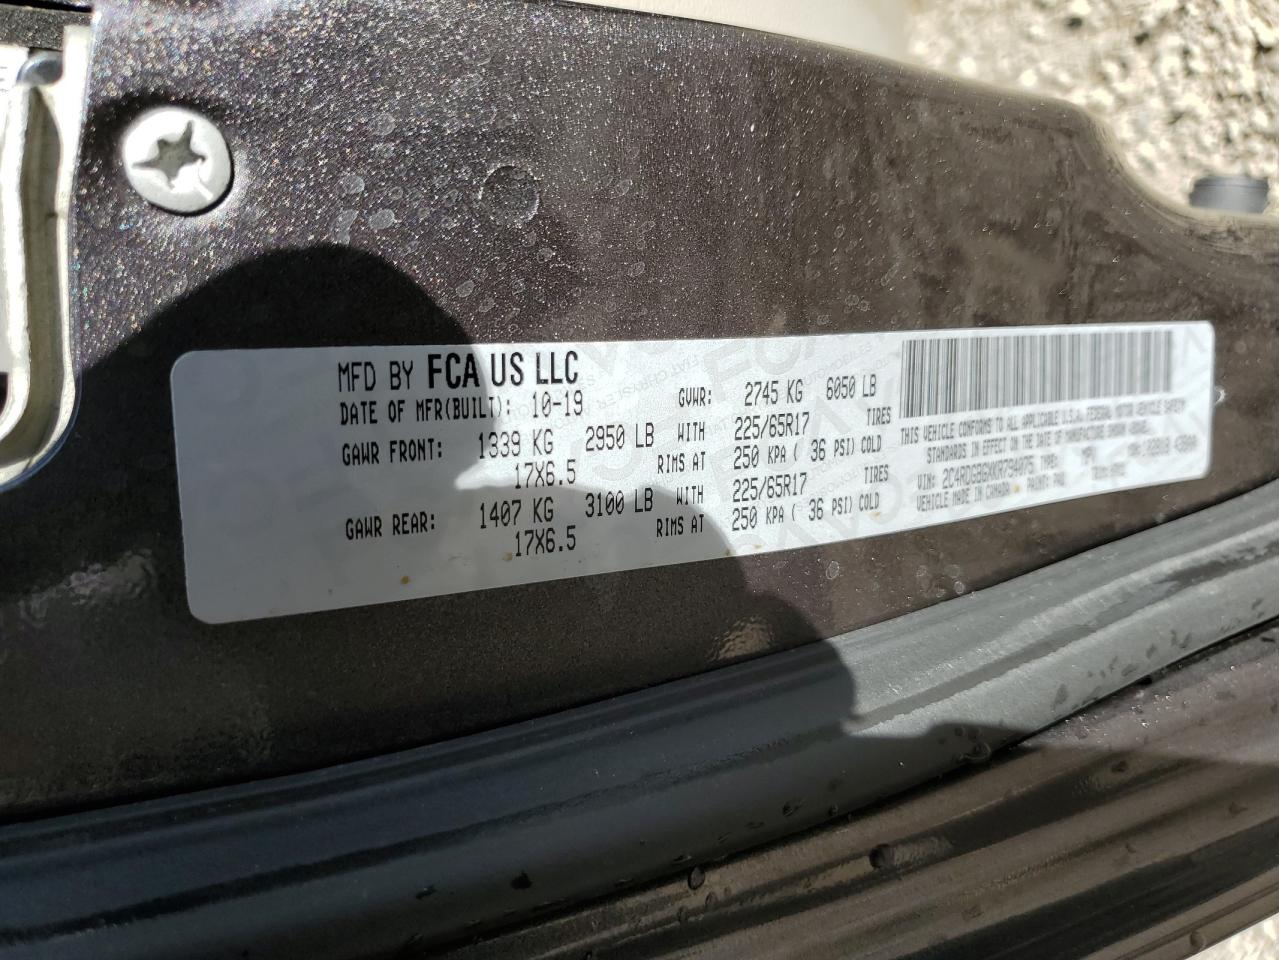 MFD BY FCA US LLC
DATE OF MFR(BUILT): 10-19 GVWR: 2745 KG 6050 LB
GAWR FRONT: 1339 KG 2950 LB WITH 225/65R17 TIRES
17X6.5 RIMS AT 250 KPA ( 36 PSI) COLD
GAWR REAR: 1407 KG 3100 LB WITH 225/65R17 TIRES
17X6.5 RIMS AT 250 KPA ( 36 PSI) COLD
THIS VEHICLE CONFORMS TO ALL APPLICABLE U.S.A. FEDERAL MOTOR VEHICLE SAFETY
STANDARDS IN EFFECT ON THE DATE OF MANUFACTURE SHOWN ABOVE.
VIN: TYPE:
VEHICLE MADE IN CANADA PAINT: